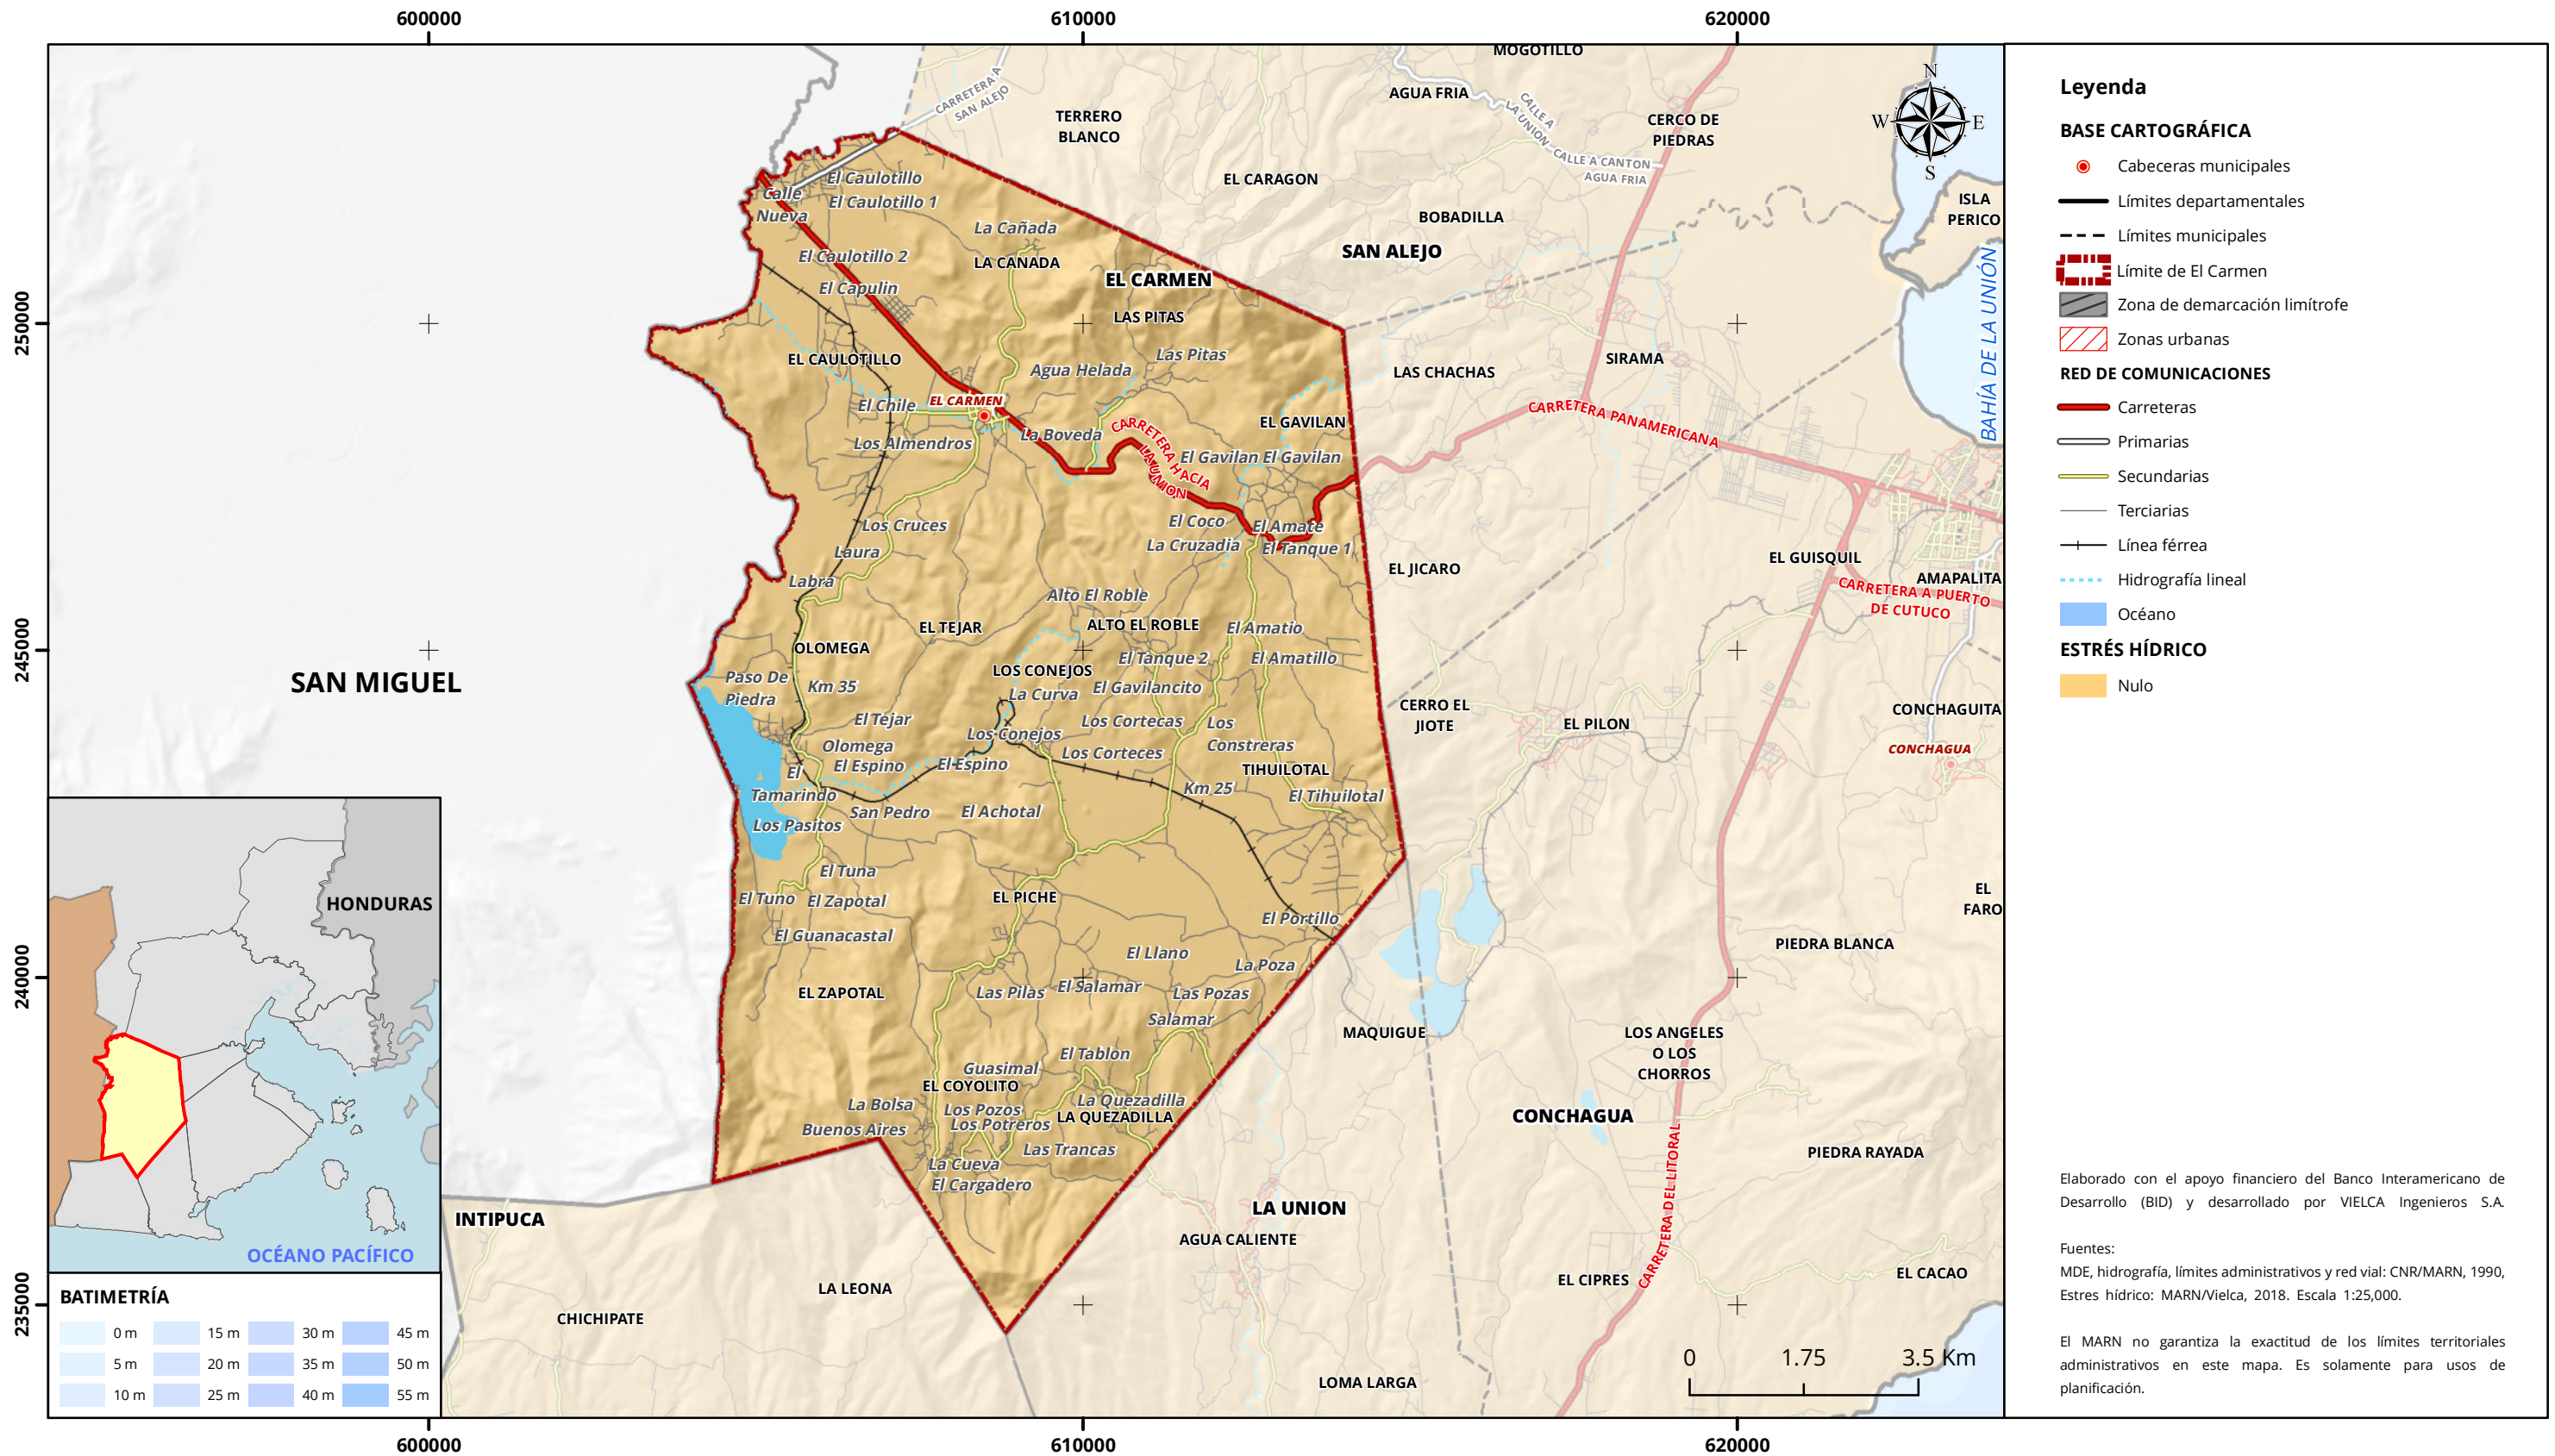 600000
610000
620000
MOGOTILLO
CARRETERA A
SAN ALEJO
AGUA FRIA
TERRERO
BLANCO
CALLE A
LA UNION
CALLE A CANTON
AGUA FRIA
CERCO DE
PIEDRAS
N
W
E
S
EL CARAGON
ISLA
PERICO
BOBADILLA
SAN ALEJO
El Caulotillo
Calle
Nueva
El Caulotillo 1
La Cañada
LA CANADA
El Caulotillo 2
El Capulin
EL CARMEN
LAS PITAS
BAHÍA DE LA UNIÓN
250000
EL CAULOTILLO
Las Pitas
Agua Helada
LAS CHACHAS
SIRAMA
El Chile
EL CARMEN
EL GAVILAN
CARRETERA PANAMERICANA
Los Almendros
La Boveda
CARRETERA HACIA
LA UNION
El Gavilan
El Gavilan
Los Cruces
El Coco
El Amate
Laura
La Cruzadia
El Tanque 1
EL JICARO
EL GUISQUIL
AMAPALITA
Labra
CARRETERA A PUERTO
DE CUTUCO
Alto El Roble
EL TEJAR
ALTO EL ROBLE
El Amatio
245000
OLOMEGA
SAN MIGUEL
LOS CONEJOS
El Tanque 2
El Amatillo
Paso De
Piedra
Km 35
La Curva
El Gavilancito
CERRO EL
JIOTE
CONCHAGUITA
El Tejar
Los Cortecas
Los
Constreras
EL PILON
Los Conejos
Olomega
Los Corteces
CONCHAGUA
El Espino
El Espino
TIHUILOTAL
El
Tamarindo
Km 25
El Tihuilotal
San Pedro
El Achotal
Los Pasitos
El Tuna
El Tuno
El Zapotal
EL PICHE
EL
FARO
El Guanacastal
El Portillo
El Llano
PIEDRA BLANCA
La Poza
240000
EL ZAPOTAL
Las Pilas
El Salamar
Las Pozas
Salamar
MAQUIGUE
LOS ANGELES
O LOS
CHORROS
El Tablon
Guasimal
EL COYOLITO
La Bolsa
Los Pozos
La Quezadilla
LA QUEZADILLA
CONCHAGUA
Buenos Aires
Los Potreros
Las Trancas
PIEDRA RAYADA
La Cueva
El Cargadero
CARRETERA DEL LITORAL
INTIPUCA
LA UNION
AGUA CALIENTE
EL CIPRES
EL CACAO
LA LEONA
235000
CHICHIPATE
LOMA LARGA
0
1.75
3.5 Km
HONDURAS
OCÉANO PACÍFICO
BATIMETRÍA
0 m
15 m
30 m
45 m
5 m
20 m
35 m
50 m
10 m
25 m
40 m
55 m
600000
610000
620000
Leyenda
BASE CARTOGRÁFICA
Cabeceras municipales
Límites departamentales
Límites municipales
Límite de El Carmen
Zona de demarcación limítrofe
Zonas urbanas
RED DE COMUNICACIONES
Carreteras
Primarias
Secundarias
Terciarias
Línea férrea
Hidrografía lineal
Océano
ESTRÉS HÍDRICO
Nulo
Elaborado con el apoyo financiero del Banco Interamericano de
Desarrollo (BID) y desarrollado por VIELCA Ingenieros S.A.
Fuentes:
MDE, hidrografía, límites administrativos y red vial: CNR/MARN, 1990,
Estres hídrico: MARN/Vielca, 2018. Escala 1:25,000.
El MARN no garantiza la exactitud de los límites territoriales
administrativos en este mapa. Es solamente para usos de
planificación.